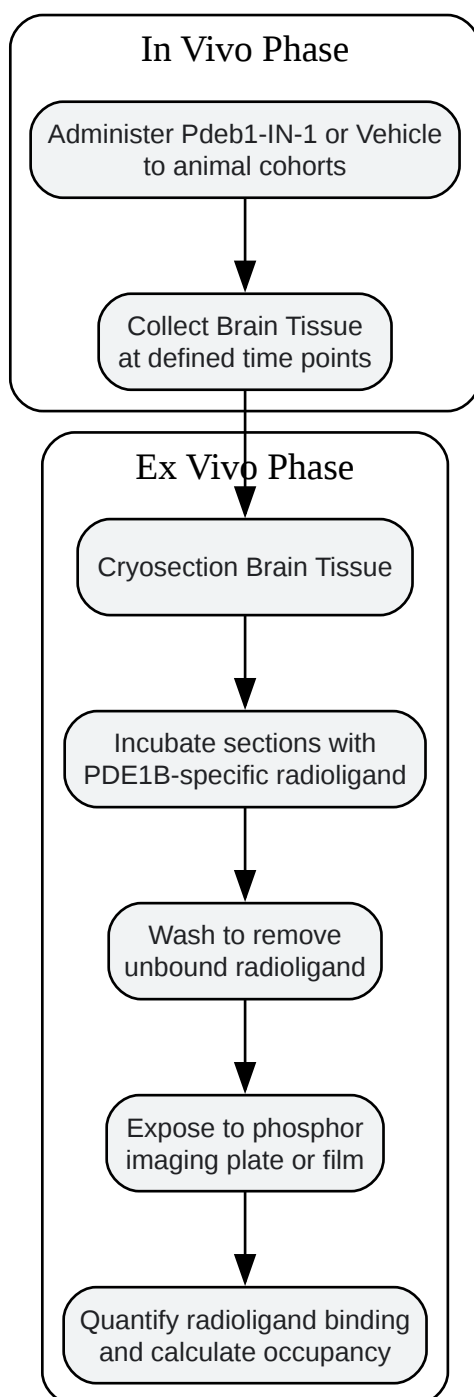 In Vivo Phase
Administer Pdeb1-IN-1 or Vehicle
to animal cohorts
Collect Brain Tissue
at defined time points
Ex Vivo Phase
Cryosection Brain Tissue
Incubate sections with
PDE1B-specific radioligand
Wash to remove
unbound radioligand
Expose to phosphor
imaging plate or film
Quantify radioligand binding
and calculate occupancy